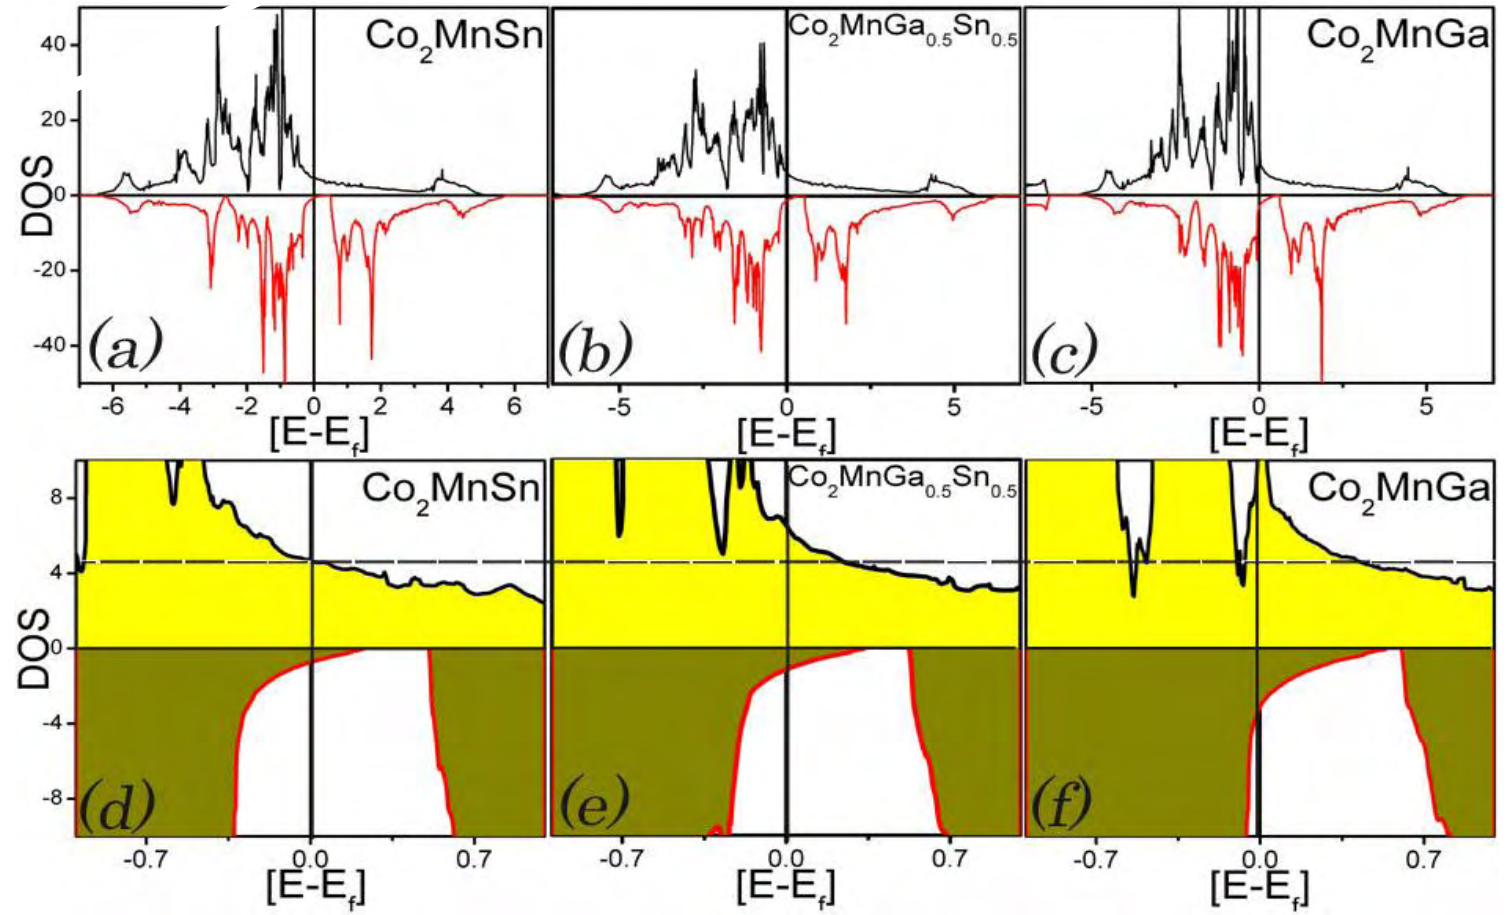 Co2MnSn
Co2MnGa0.5Sn0.5
Co2MnGa
40
20
0
-20
-40
DOS
(a)
(b)
(c)
-6 -4 -2 0 2 4 6
-5 0 5
-5 0 5
[E-Ef]
[E-Ef]
[E-Ef]
Co2MnSn
Co2MnGa0.5Sn0.5
Co2MnGa
8
4
0
-4
-8
DOS
(d)
(e)
(f)
-0.7 0.0 0.7
-0.7 0.0 0.7
-0.7 0.0 0.7
[E-Ef]
[E-Ef]
[E-Ef]